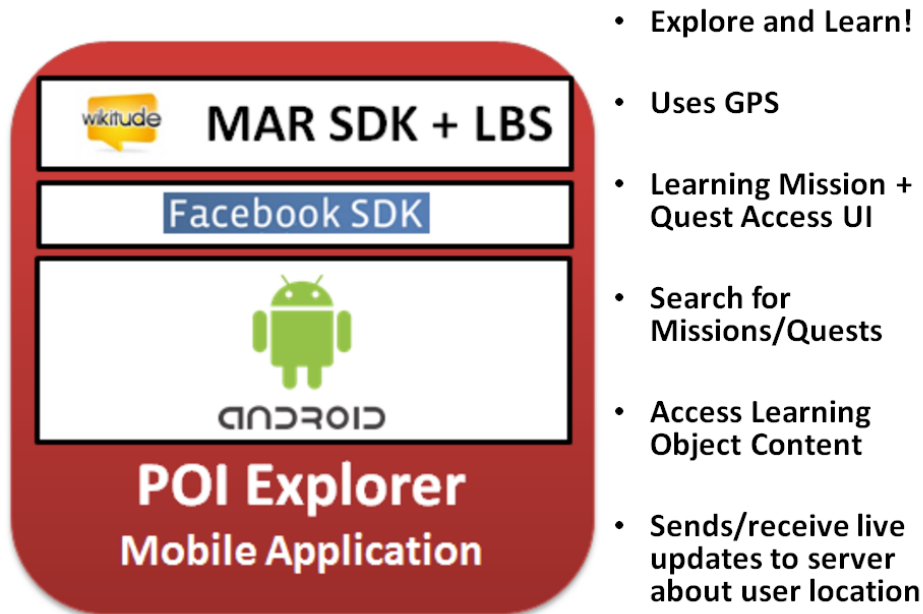 wikitude
MAR SDK + LBS
Facebook SDK
ANDROID
POI Explorer
Mobile Application
• Explore and Learn!
• Uses GPS
• Learning Mission +
Quest Access UI
• Search for
Missions/Quests
• Access Learning
Object Content
• Sends/receive live
updates to server
about user location